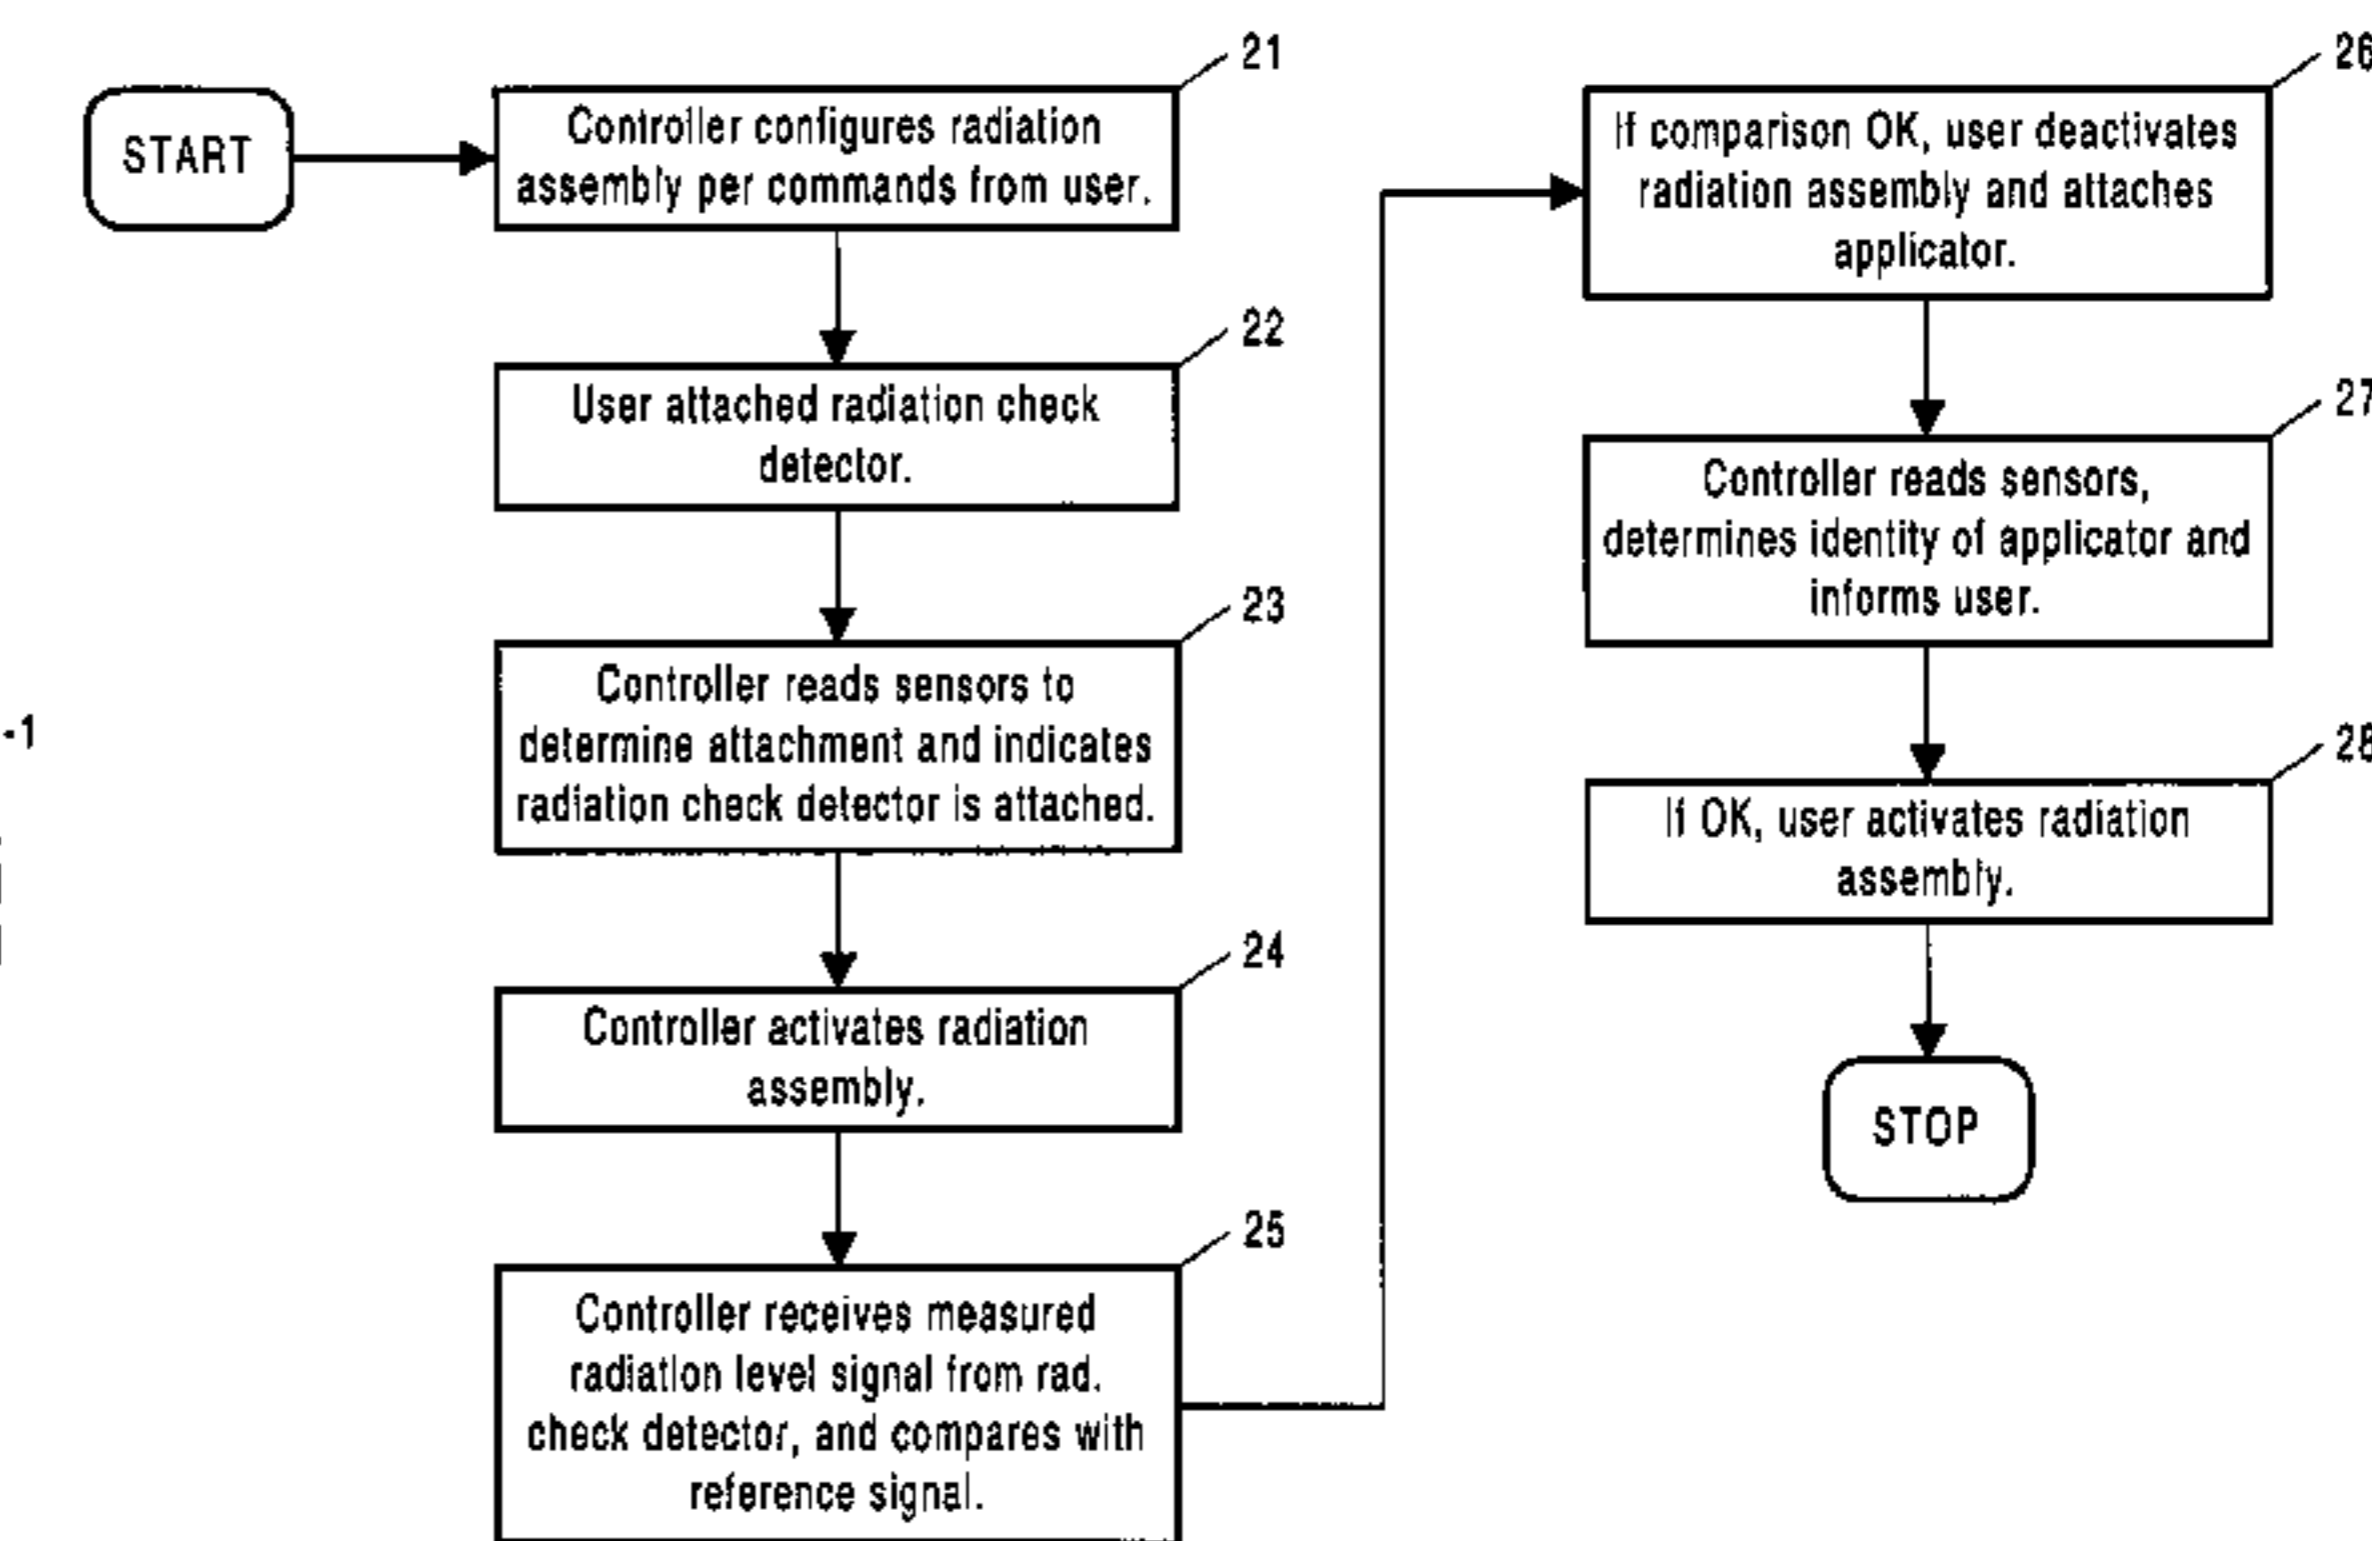 START
21
Controller configures radiation
assembly per commands from user.
22
User attached radiation check
detector.
23
Controller reads sensors to
determine attachment and indicates
radiation check detector is attached.
24
Controller activates radiation
assembly.
25
Controller receives measured
radiation level signal from rad.
check detector, and compares with
reference signal.
26
If comparison OK, user deactivates
radiation assembly and attaches
applicator.
27
Controller reads sensors,
determines identity of applicator and
informs user.
28
If OK, user activates radiation
assembly.
STOP
-1